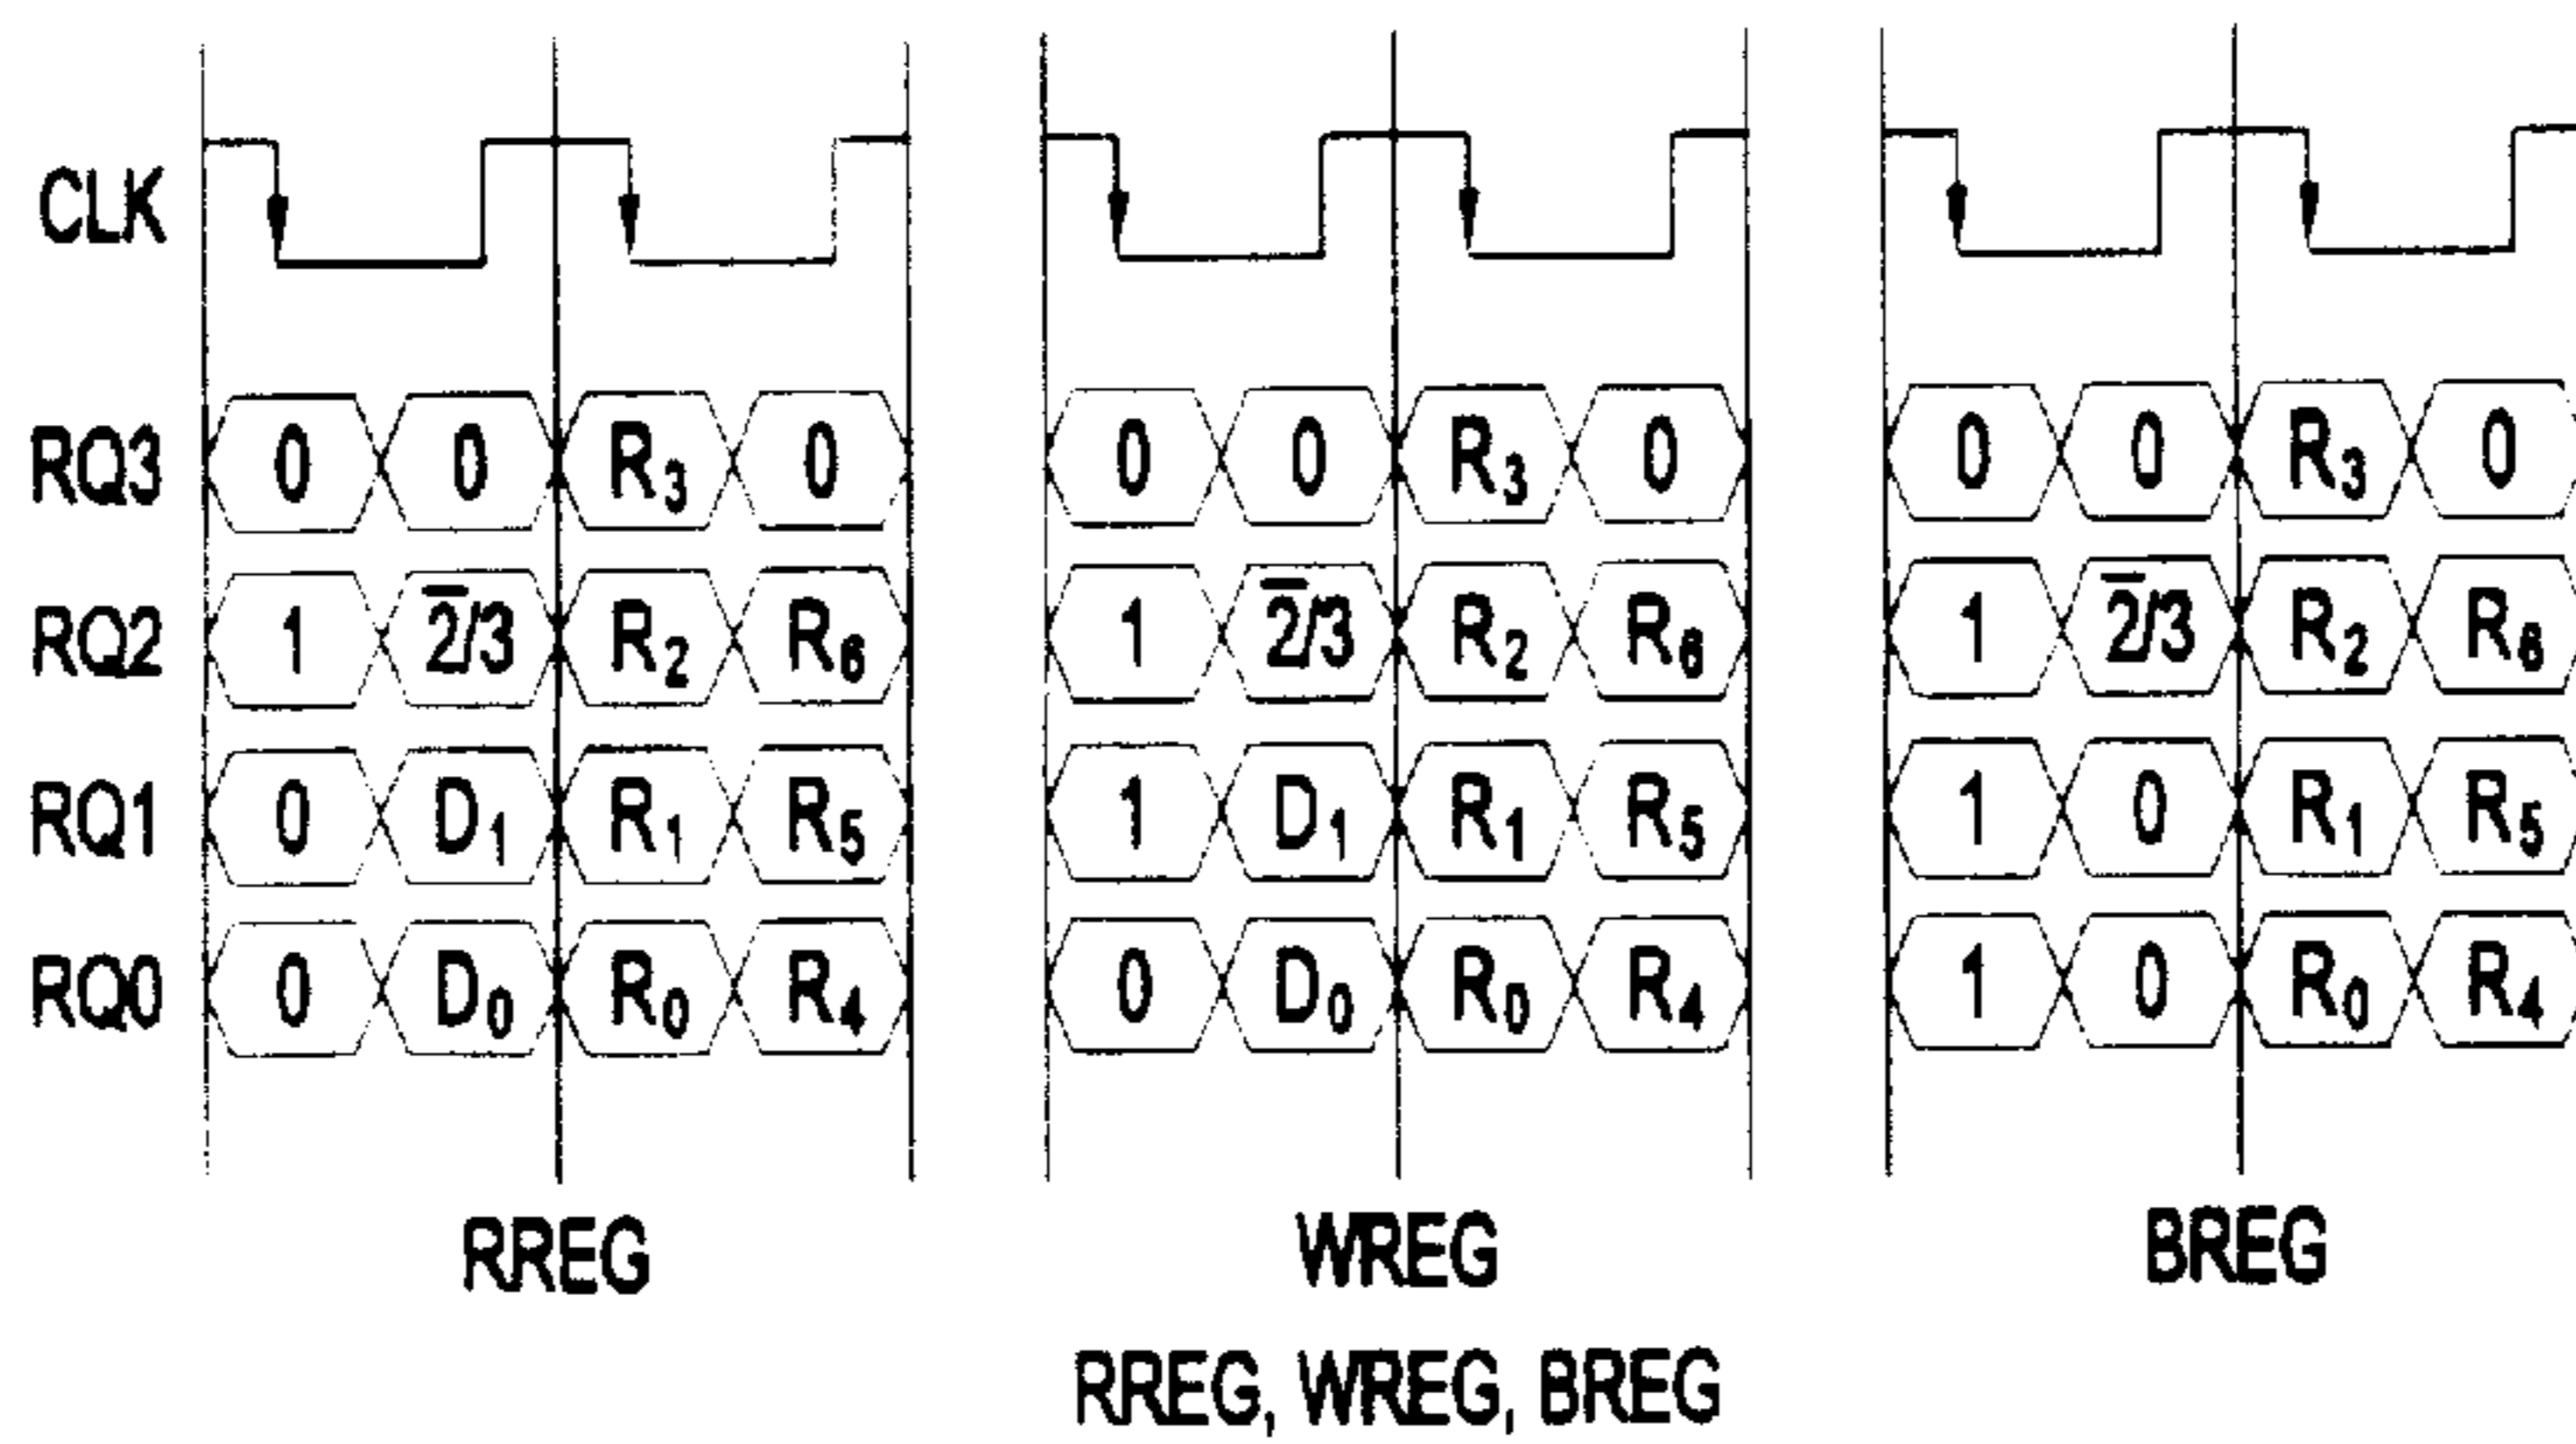 CLK
RQ3 0 0 R3 0 0 0 R3 0 0 0 R3 0
RQ2 1 2̅/3 R2 R6 1 2̅/3 R2 R6 1 2̅/3 R2 R6
RQ1 0 D1 R1 R5 1 D1 R1 R5 1 0 R1 R5
RQ0 0 D0 R0 R4 0 D0 R0 R4 1 0 R0 R4
RREG WREG BREG
RREG, WREG, BREG